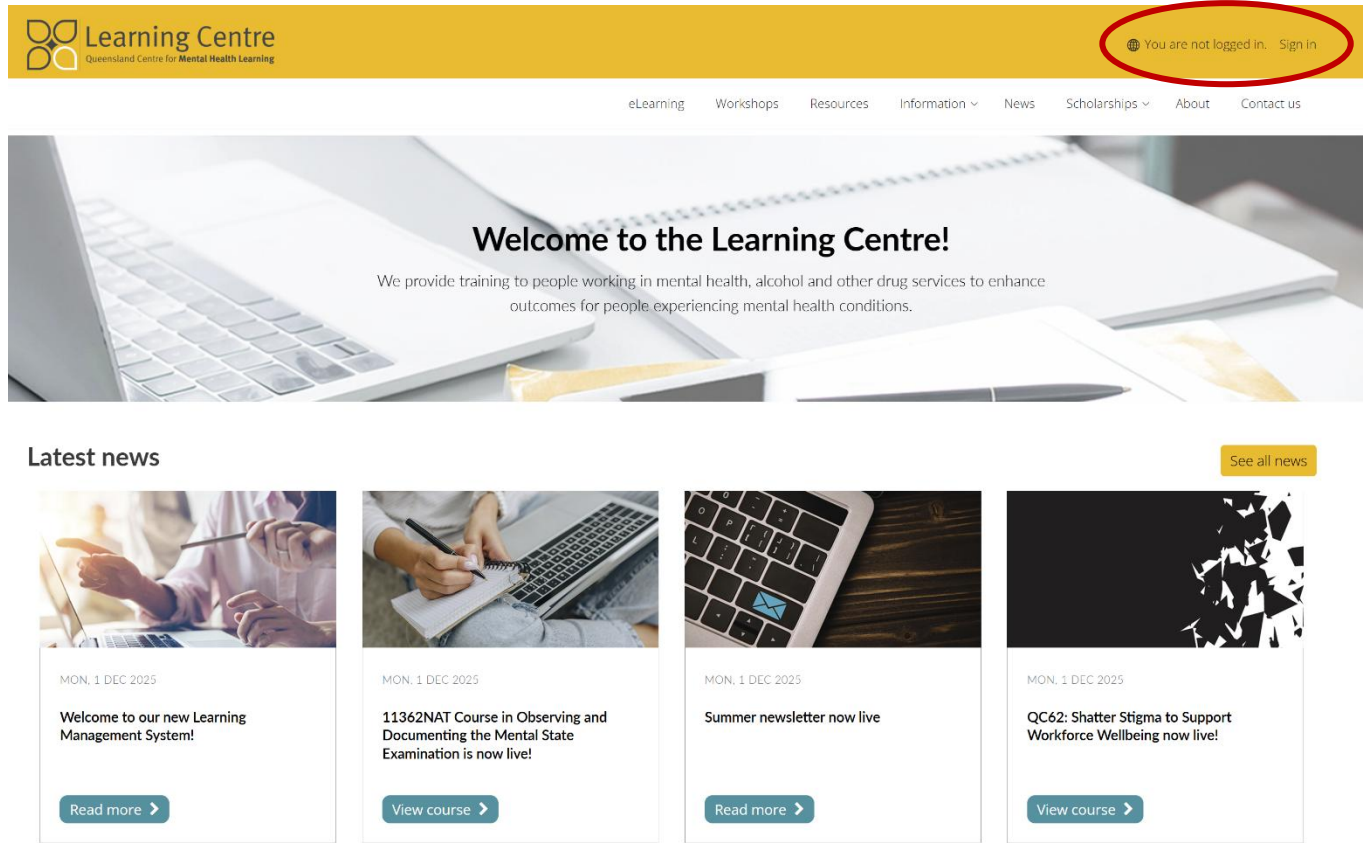 Learning Centre
Queensland Centre for Mental Health Learning
You are not logged in. Sign in
eLearning Workshops Resources Information News Scholarships About Contact us
Welcome to the Learning Centre!
We provide training to people working in mental health, alcohol and other drug services to enhance
outcomes for people experiencing mental health conditions.
Latest news
See all news
MON, 1 DEC 2025
Welcome to our new Learning
Management System!
Read more
MON, 1 DEC 2025
11362NAT Course in Observing and
Documenting the Mental State
Examination is now live!
View course
MON, 1 DEC 2025
Summer newsletter now live
Read more
MON, 1 DEC 2025
QC62: Shatter Stigma to Support
Workforce Wellbeing now live!
View course